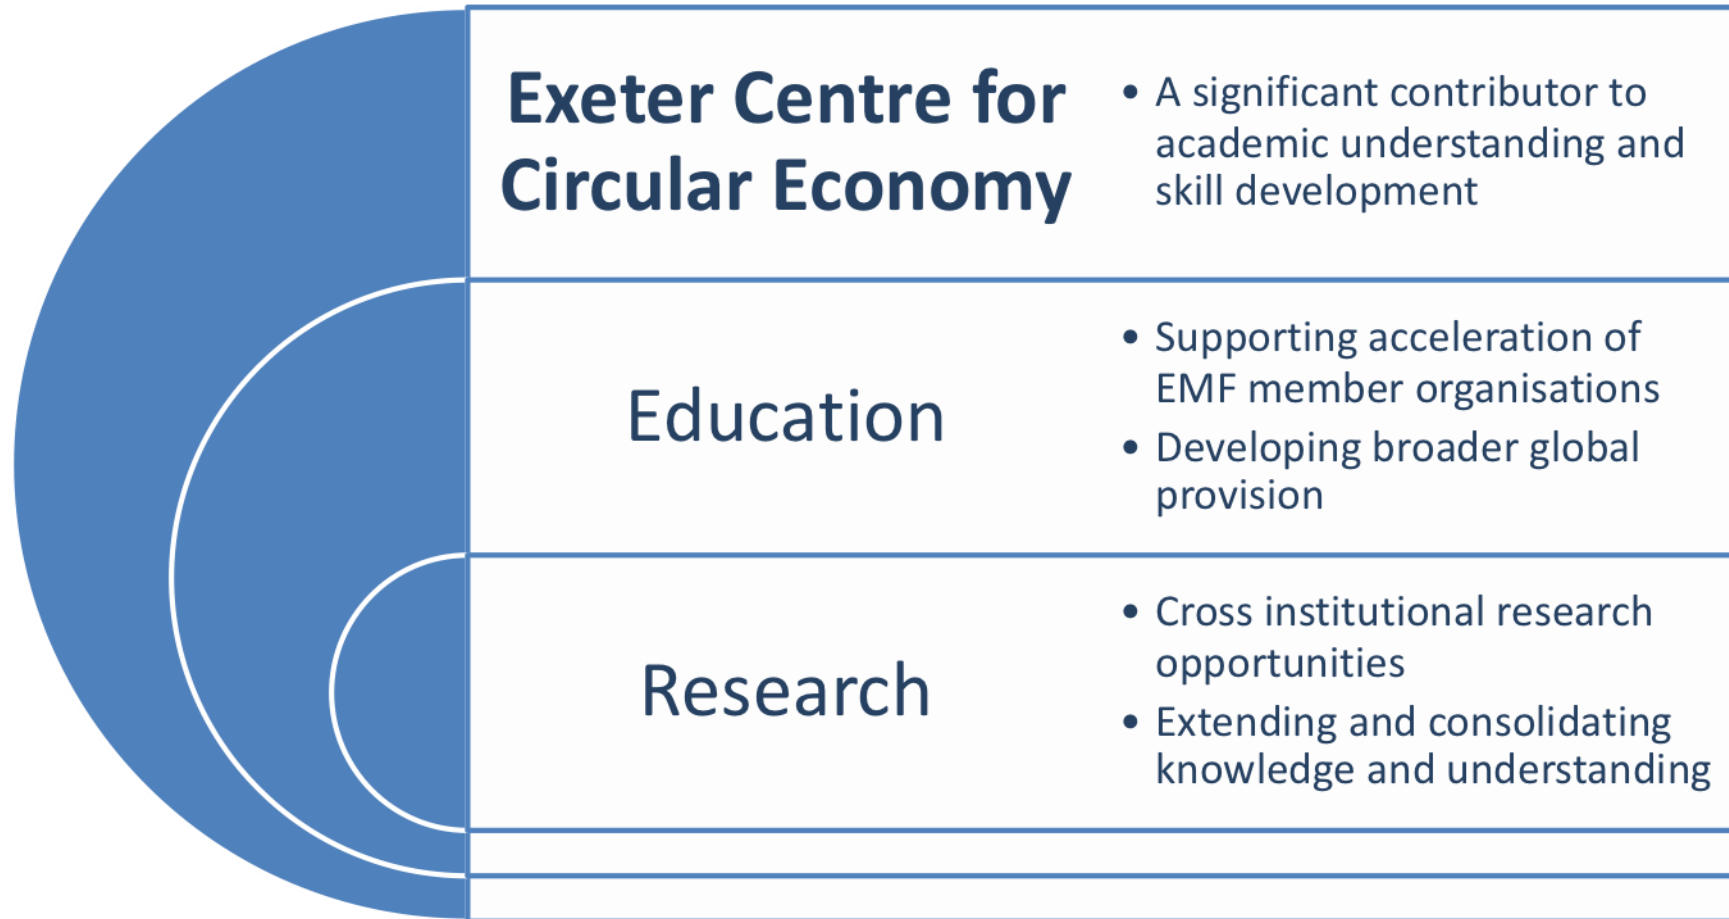 Exeter Centre for
Circular Economy
• A significant contributor to
academic understanding and
skill development
Education
• Supporting acceleration of
EMF member organisations
• Developing broader global
provision
Research
• Cross institutional research
opportunities
• Extending and consolidating
knowledge and understanding